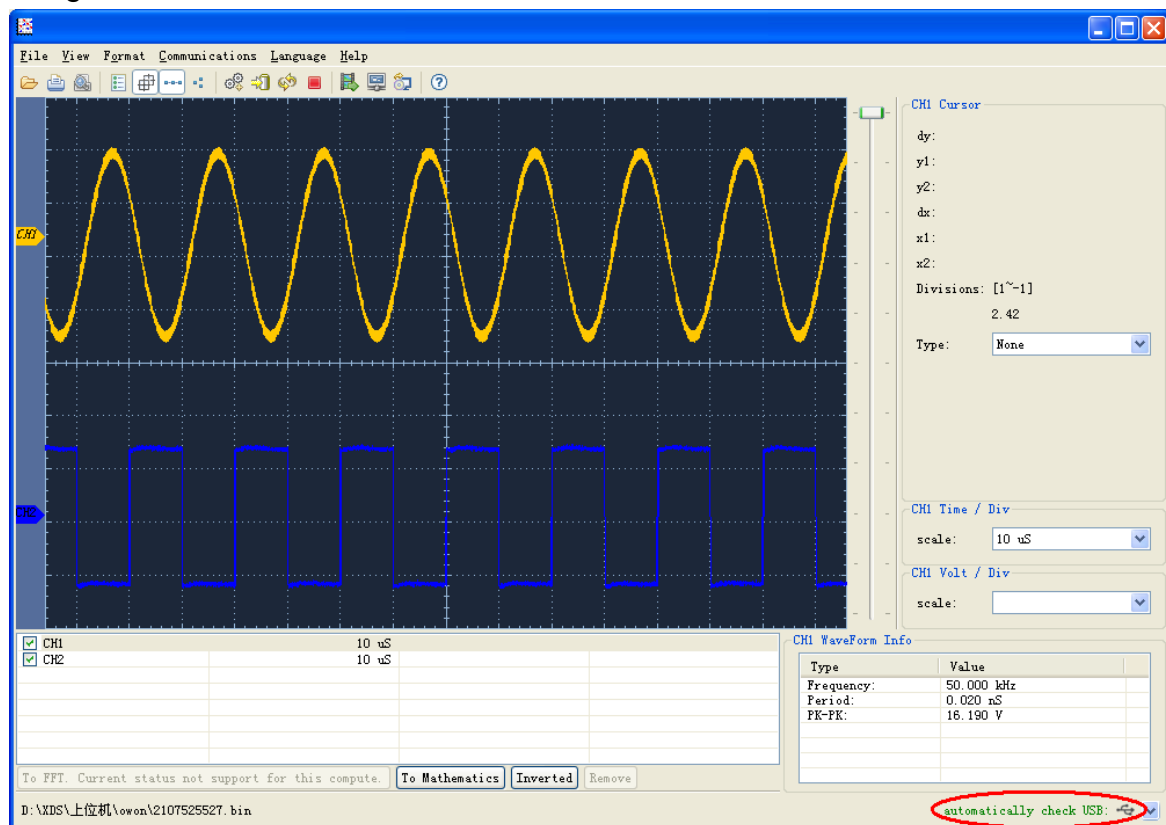 File View Format Communications Language Help
CH1 Cursor
dy:
y1:
y2:
dx:
x1:
x2:
Divisions: [1~-1]
2.42
Type: None
CH1
CH2
CH1 Time / Div
scale: 10 uS
CH1 Volt / Div
scale:
CH1 10 uS
CH2 10 uS
CH1 WaveForm Info
Type Value
Frequency: 50.000 kHz
Period: 0.020 nS
PK-PK: 16.190 V
To FFT. Current status not support for this compute. To Mathematics Inverted Remove
D:\XDS\上位机\owon\2107525527.bin
automatically check USB: